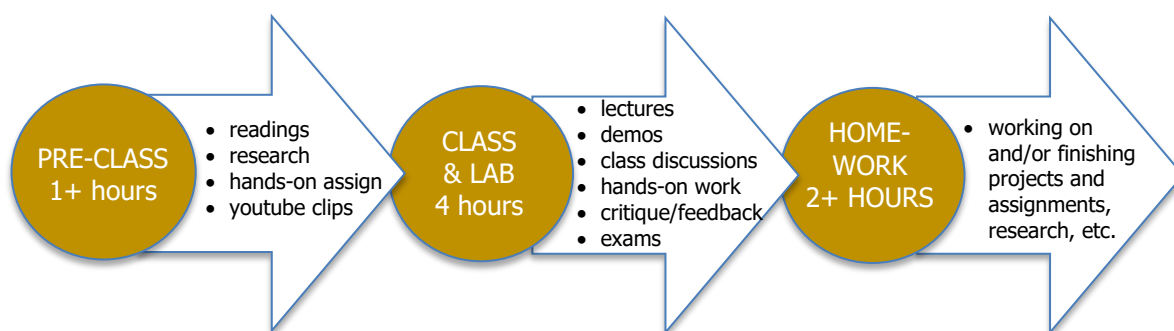 PRE-CLASS
1+ hours
• readings
• research
• hands-on assign
• youtube clips
CLASS
& LAB
4 hours
• lectures
• demos
• class discussions
• hands-on work
• critique/feedback
• exams
HOME-
WORK
2+ HOURS
• working on
and/or finishing
projects and
assignments,
research, etc.